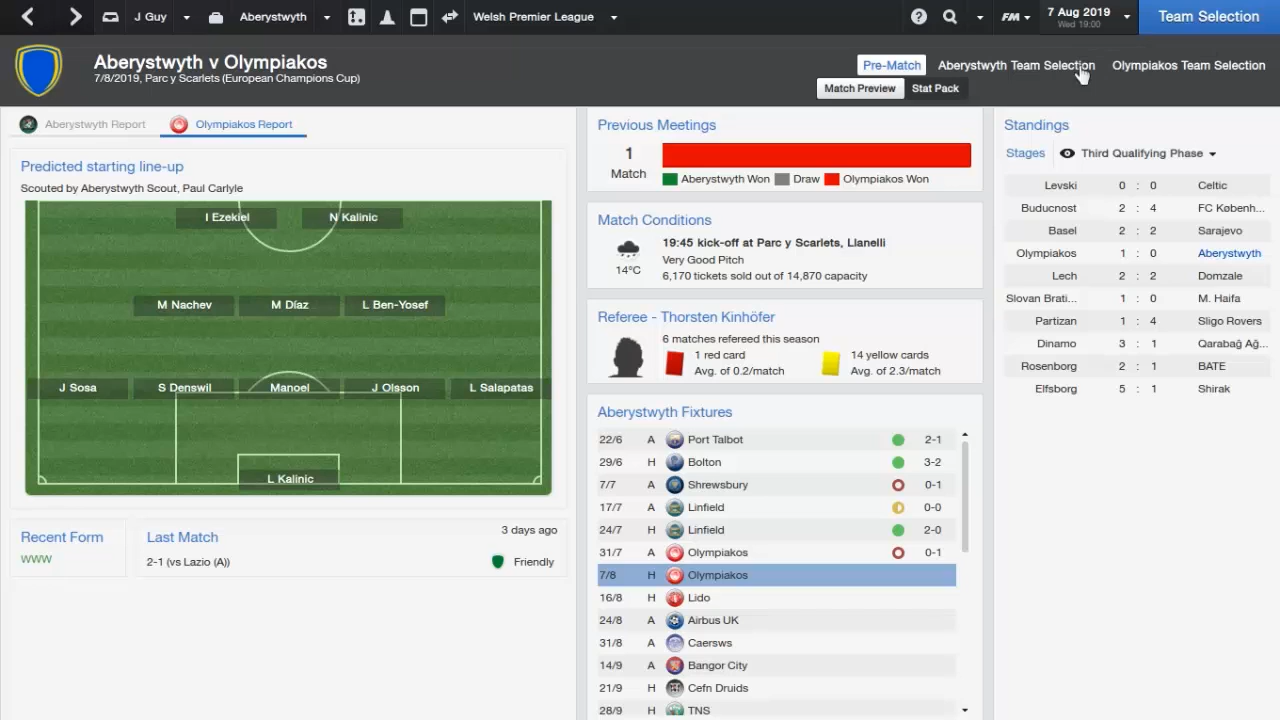 J Guy
Aberystwyth
Welsh Premier League
FM
7 Aug 2019
Wed 19:00
Team Selection
Aberystwyth v Olympiakos
7/8/2019, Parc y Scarlets (European Champions Cup)
Pre-Match
Aberystwyth Team Selection
Olympiakos Team Selection
Match Preview
Stat Pack
Aberystwyth Report
Olympiakos Report
Predicted starting line-up
Scouted by Aberystwyth Scout, Paul Carlyle
I Ezekiel
N Kalinic
M Nachev
M Díaz
L Ben-Yosef
J Sosa
S Denswil
Manoel
J Olsson
L Salapatas
L Kalinic
Recent Form
WWW
Last Match
3 days ago
2-1 (vs Lazio (A))
Friendly
Previous Meetings
1
Match
Aberystwyth Won
Draw
Olympiakos Won
Match Conditions
14°C
19:45 kick-off at Parc y Scarlets, Llanelli
Very Good Pitch
6,170 tickets sold out of 14,870 capacity
Referee - Thorsten Kinhöfer
6 matches refereed this season
1 red card
Avg. of 0.2/match
14 yellow cards
Avg. of 2.3/match
Aberystwyth Fixtures
22/6 A Port Talbot 2-1
29/6 H Bolton 3-2
7/7 A Shrewsbury 0-1
17/7 A Linfield 0-0
24/7 H Linfield 2-0
31/7 A Olympiakos 0-1
7/8 H Olympiakos
16/8 H Lido
24/8 A Airbus UK
31/8 A Caersws
14/9 A Bangor City
21/9 H Cefn Druids
28/9 H TNS
Standings
Stages
Third Qualifying Phase
Levski 0 : 0 Celtic
Buducnost 2 : 4 FC Københ...
Basel 2 : 2 Sarajevo
Olympiakos 1 : 0 Aberystwyth
Lech 2 : 2 Domzale
Slovan Brati... 1 : 0 M. Haifa
Partizan 1 : 4 Sligo Rovers
Dinamo 3 : 1 Qarabağ Ağ...
Rosenborg 2 : 1 BATE
Elfsborg 5 : 1 Shirak